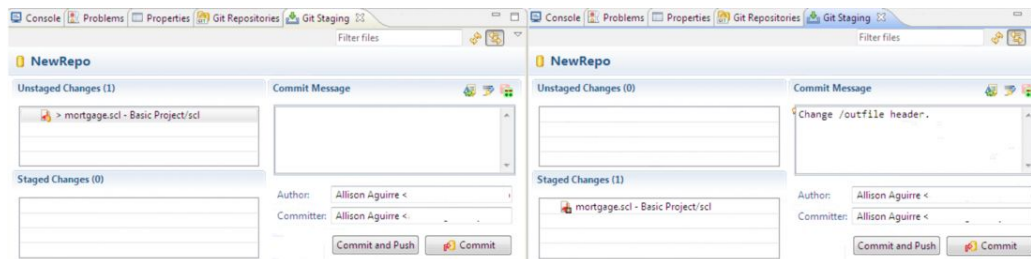 Console Problems Properties Git Repositories Git Staging
Filter files
NewRepo
Unstaged Changes (1)
Commit Message
> mortgage.scl - Basic Project/scl
Staged Changes (0)
Author: Allison Aguirre <
Committer: Allison Aguirre <
Commit and Push Commit
Console Problems Properties Git Repositories Git Staging
Filter files
NewRepo
Unstaged Changes (0)
Commit Message
Change /outfile header.
Staged Changes (1)
mortgage.scl - Basic Project/scl
Author: Allison Aguirre <
Committer: Allison Aguirre <
Commit and Push Commit